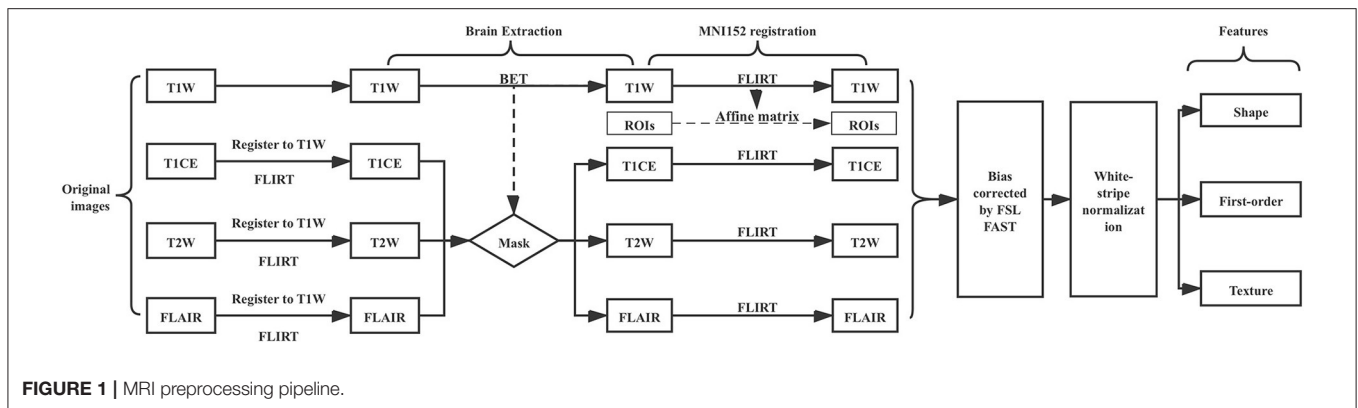 Brain Extraction
MNI152 registration
Features
T1W
T1W
BET
T1W
FLIRT
T1W
ROIs
Affine matrix
ROIs
Shape
Original
images
T1CE
Register to T1W
FLIRT
T1CE
T1CE
FLIRT
T1CE
T2W
Register to T1W
FLIRT
T2W
Mask
T2W
FLIRT
T2W
FLAIR
Register to T1W
FLIRT
FLAIR
FLAIR
FLIRT
FLAIR
Bias
corrected
by FSL
FAST
White-
stripe
normalizat
ion
First-order
Texture
FIGURE 1 | MRI preprocessing pipeline.